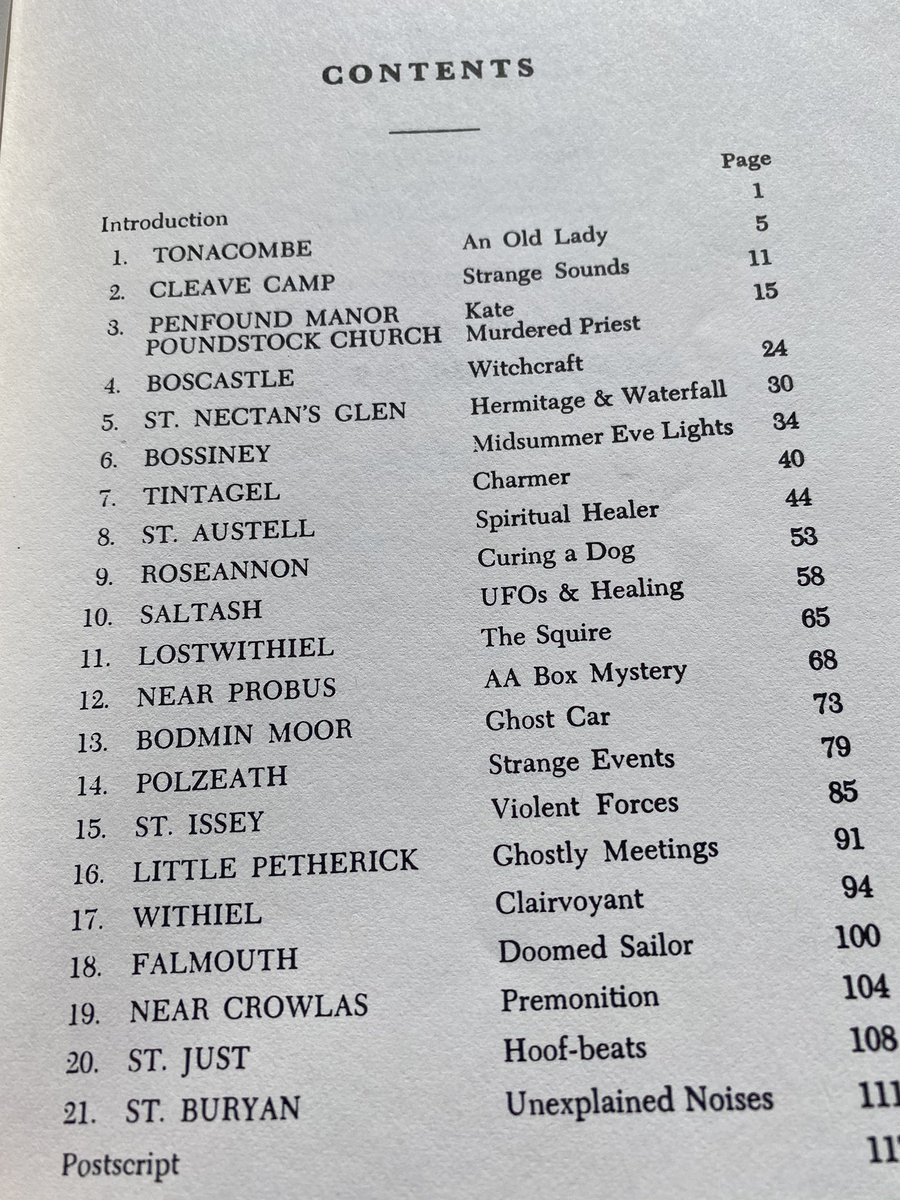 CONTENTS
Page
Introduction 1
1. TONACOMBE An Old Lady 5
2. CLEAVE CAMP Strange Sounds 11
3. PENFOUND MANOR Kate 15
POUNDSTOCK CHURCH Murdered Priest
4. BOSCASTLE Witchcraft 24
5. ST. NECTAN'S GLEN Hermitage & Waterfall 30
6. BOSSINEY Midsummer Eve Lights 34
7. TINTAGEL Charmer 40
8. ST. AUSTELL Spiritual Healer 44
9. ROSEANNON Curing a Dog 53
10. SALTASH UFOs & Healing 58
11. LOSTWITHIEL The Squire 65
12. NEAR PROBUS AA Box Mystery 68
13. BODMIN MOOR Ghost Car 73
14. POLZEATH Strange Events 79
15. ST. ISSEY Violent Forces 85
16. LITTLE PETHERICK Ghostly Meetings 91
17. WITHIEL Clairvoyant 94
18. FALMOUTH Doomed Sailor 100
19. NEAR CROWLAS Premonition 104
20. ST. JUST Hoof-beats 108
21. ST. BURYAN Unexplained Noises 111
Postscript